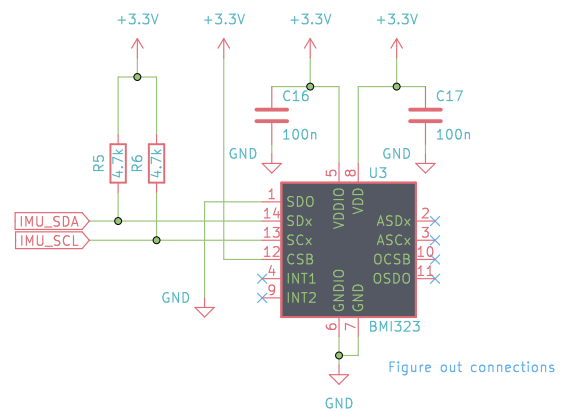 +3.3V +3.3V +3.3V +3.3V
C16 C17
100n 100n
R5 4.7k R6 4.7k
GND GND
5 8 U3
VDDIO VDD
1 SDO
IMU_SDA 14 SDx ASDx 2
IMU_SCL 13 SCx ASCx 3
12 CSB OCSB 10
4 INT1 OSDO 11
GND 9 INT2
GNDIO GND
6 7 BMI323
Figure out connections
GND